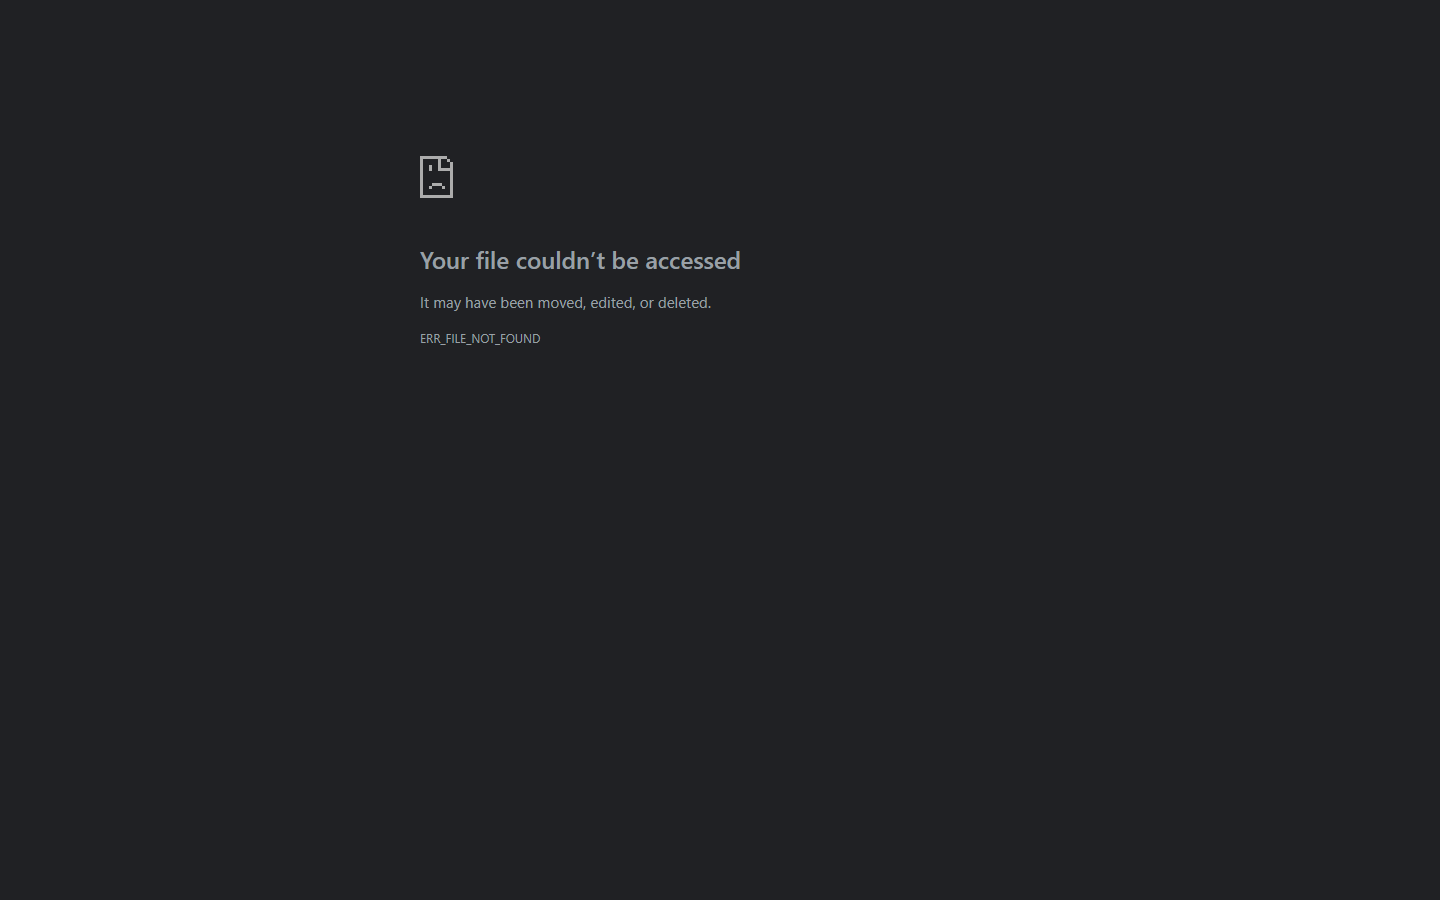 Your file couldn’t be accessed
It may have been moved, edited, or deleted.
ERR_FILE_NOT_FOUND